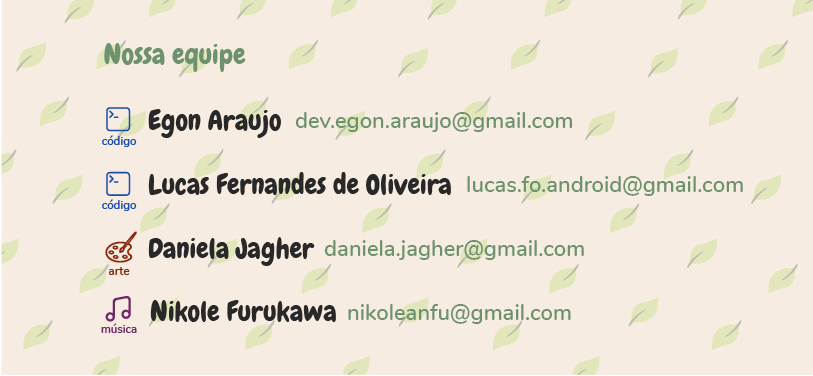 Nossa equipe
Egon Araujo dev.egon.araujo@gmail.com
código
Lucas Fernandes de Oliveira lucas.fo.android@gmail.com
código
Daniela Jagher daniela.jagher@gmail.com
arte
Nikole Furukawa nikoleanfu@gmail.com
música